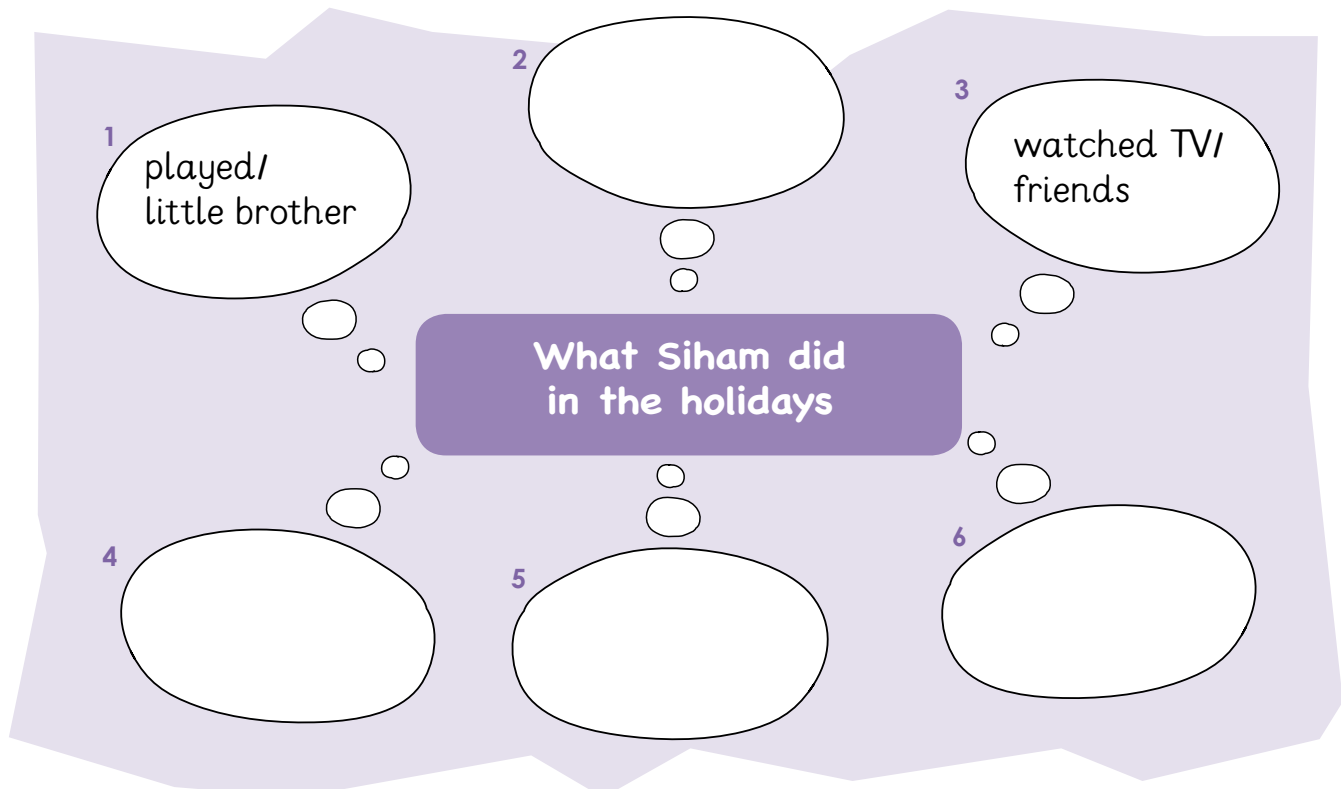 1
played/
little brother
2
3
watched TV/
friends
What Siham did
in the holidays
4
5
6